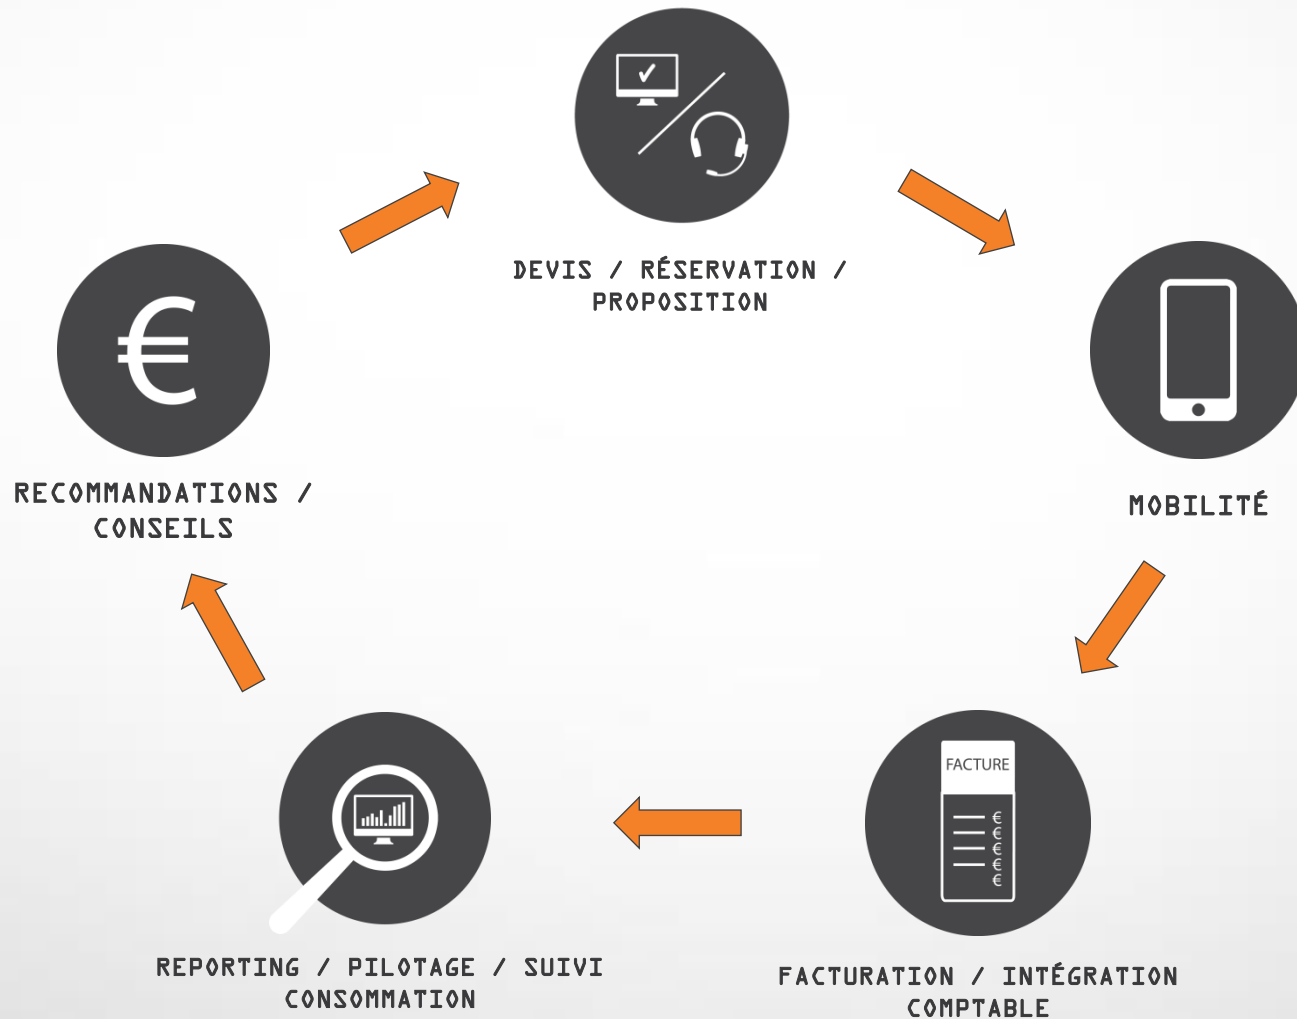 DEVIS / RÉSERVATION /
PROPOSITION
RECOMMANDATIONS /
CONSEILS
€
MOBILITÉ
FACTURE
€
€
€
€
€
REPORTING / PILOTAGE / SUIVI
CONSOMMATION
FACTURATION / INTÉGRATION
COMPTABLE